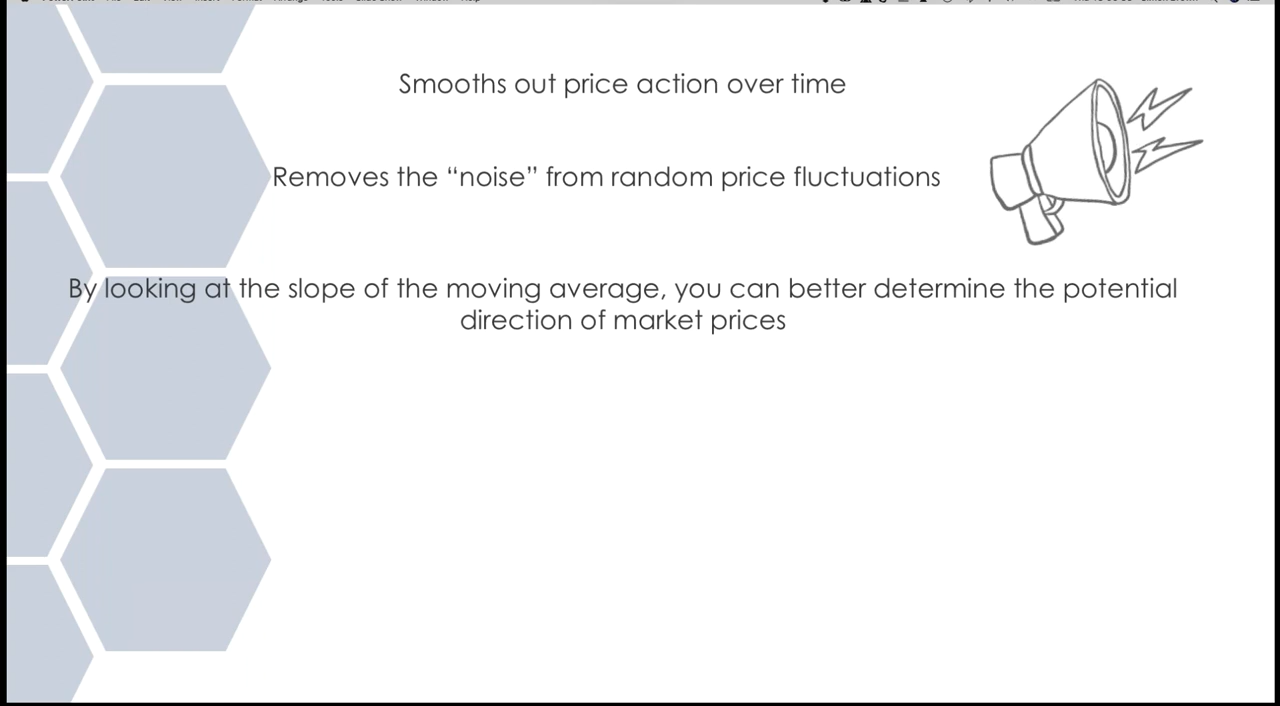 Smooths out price action over time
Removes the “noise” from random price fluctuations
By looking at the slope of the moving average, you can better determine the potential
direction of market prices